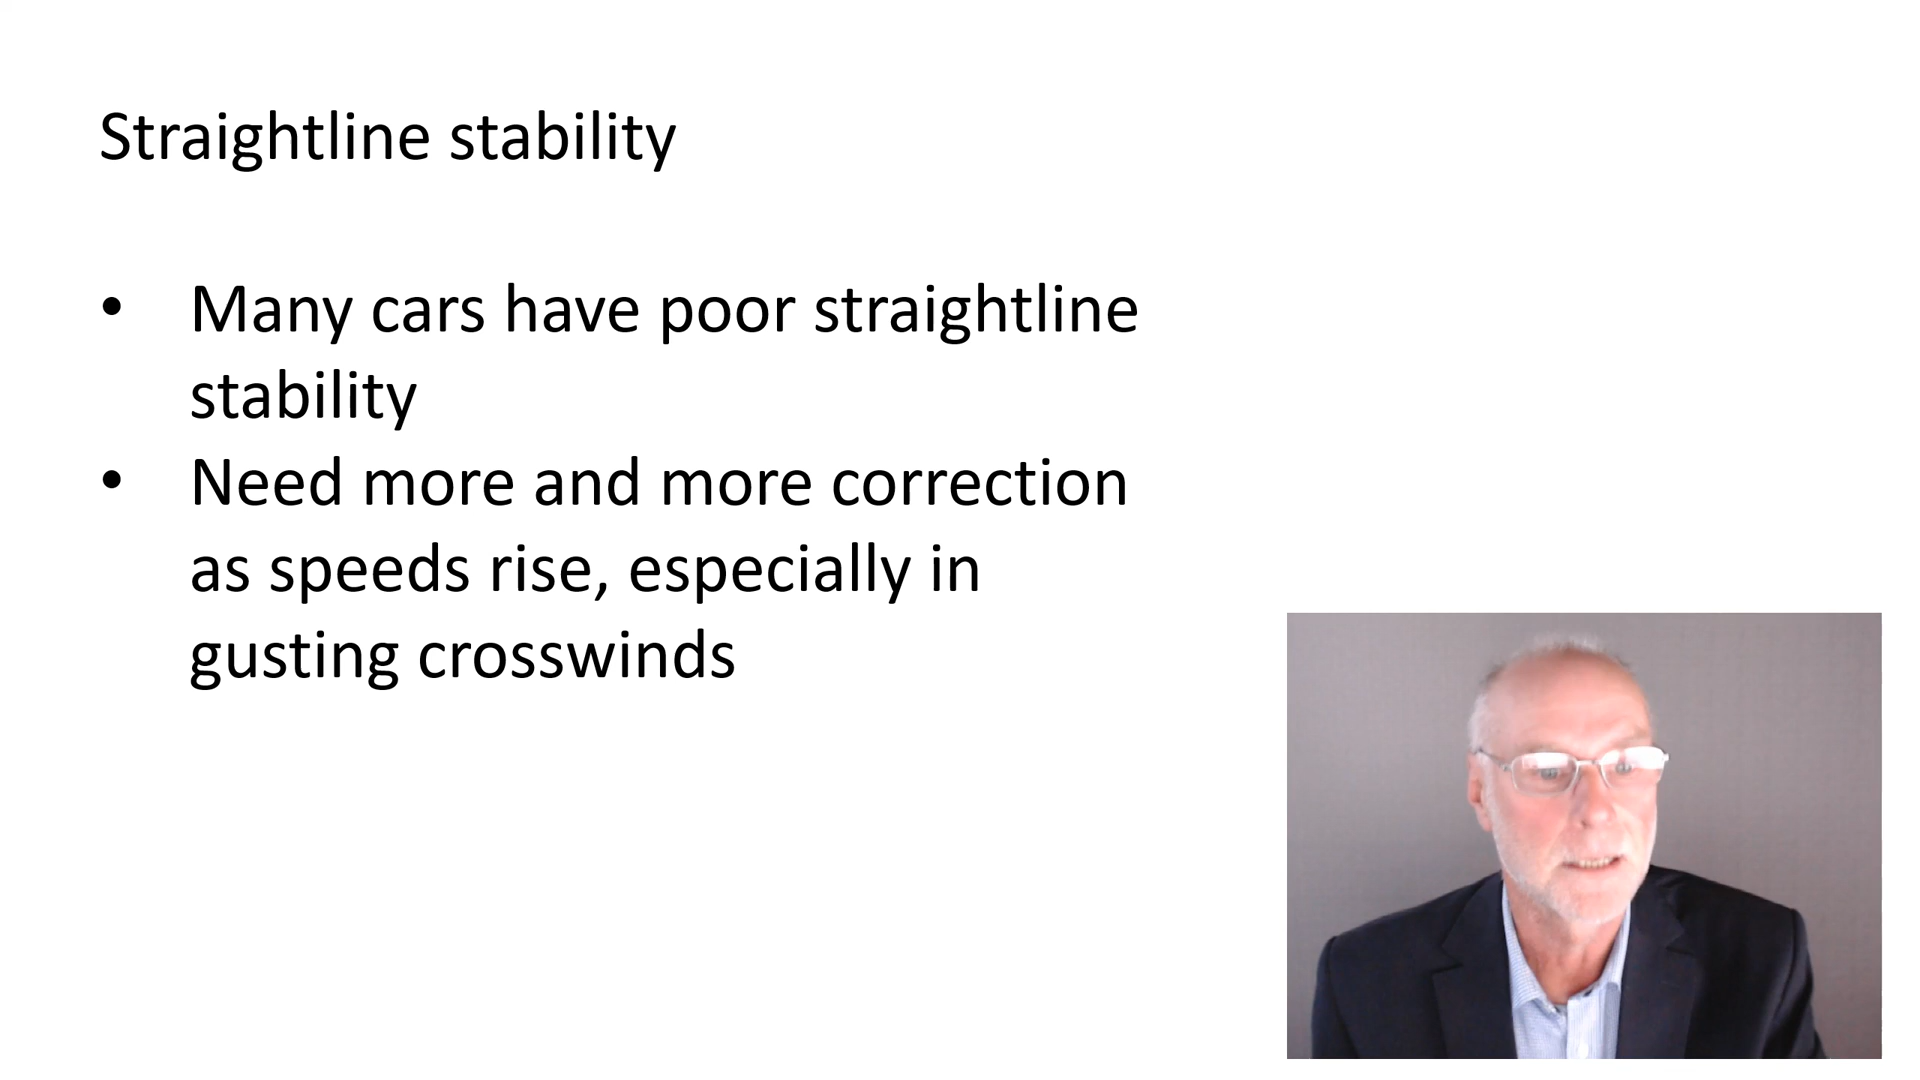 Straightline stability
• Many cars have poor straightline
stability
• Need more and more correction
as speeds rise, especially in
gusting crosswinds